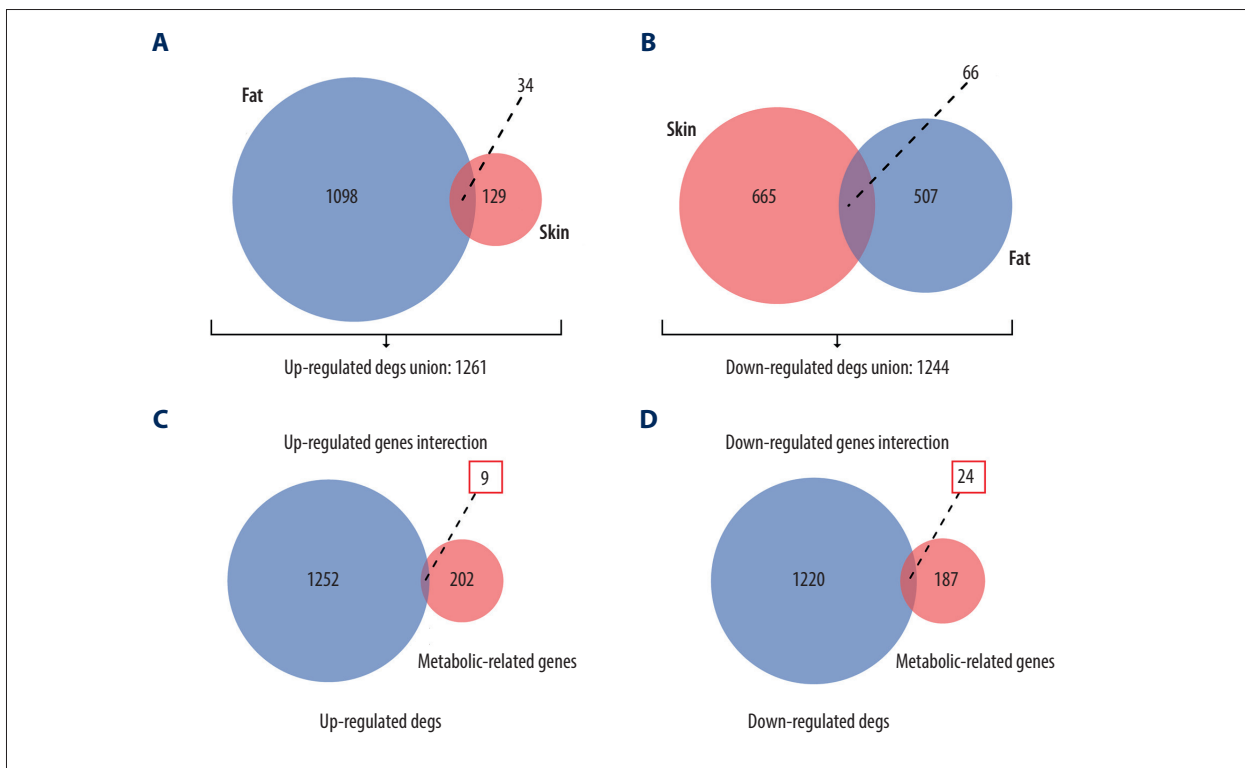 A
34
Fat
1098
129
Skin
Up-regulated degs union: 1261
B
66
Skin
665
507
Fat
Down-regulated degs union: 1244
C
Up-regulated genes interection
9
1252
202
Metabolic-related genes
Up-regulated degs
D
Down-regulated genes interection
24
1220
187
Metabolic-related genes
Down-regulated degs